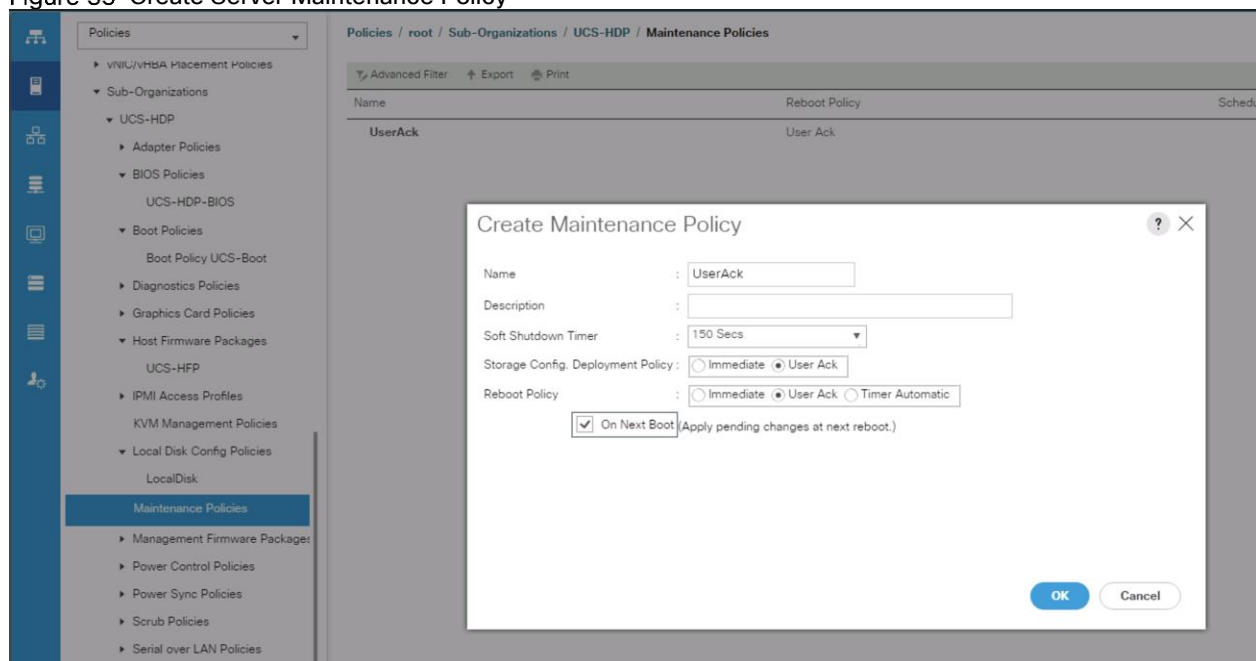 Figure 35 Create Server Maintenance Policy
Policies
Policies / root / Sub-Organizations / UCS-HDP / Maintenance Policies
vNIC/vHBA Placement Policies
Sub-Organizations
UCS-HDP
Adapter Policies
BIOS Policies
UCS-HDP-BIOS
Boot Policies
Boot Policy UCS-Boot
Diagnostics Policies
Graphics Card Policies
Host Firmware Packages
UCS-HFP
IPMI Access Profiles
KVM Management Policies
Local Disk Config Policies
LocalDisk
Maintenance Policies
Management Firmware Packages
Power Control Policies
Power Sync Policies
Scrub Policies
Serial over LAN Policies
Advanced Filter Export Print
Name Reboot Policy Schedu
UserAck User Ack
Create Maintenance Policy ?
Name : UserAck
Description :
Soft Shutdown Timer : 150 Secs
Storage Config. Deployment Policy : Immediate User Ack
Reboot Policy : Immediate User Ack Timer Automatic
On Next Boot (Apply pending changes at next reboot.)
OK Cancel